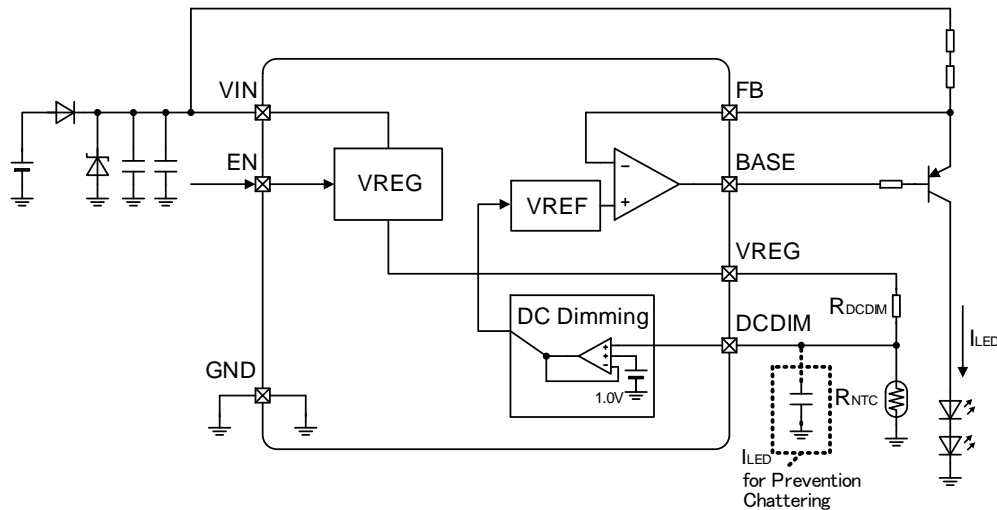 VIN
FB
EN
VREG
BASE
−
+
VREF
VREG
DC Dimming
DCDIM
RDCDIM
ILED
+
+
−
1.0V
GND
RNTC
ILED
for Prevention
Chattering